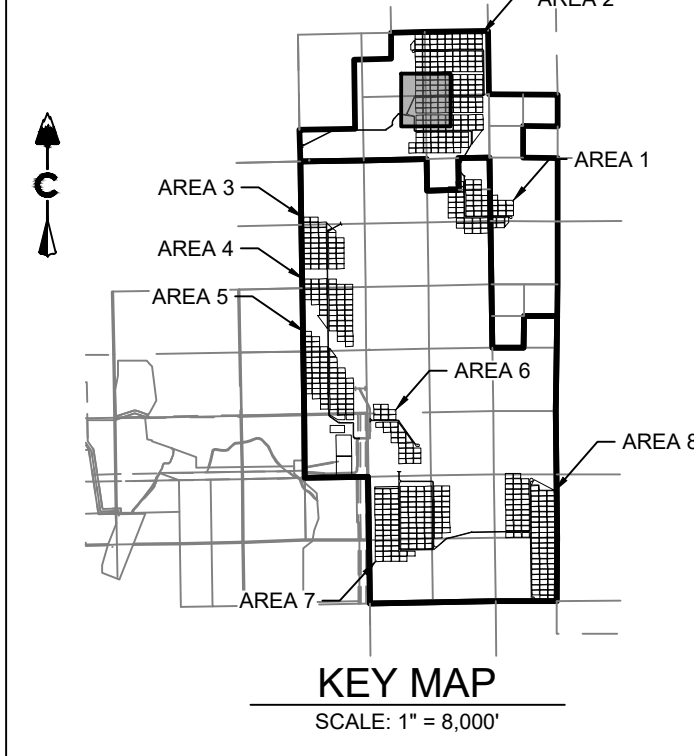 AREA 2
AREA 1
AREA 3
AREA 4
AREA 5
AREA 6
AREA 8
AREA 7
KEY MAP
SCALE: 1" = 8,000'